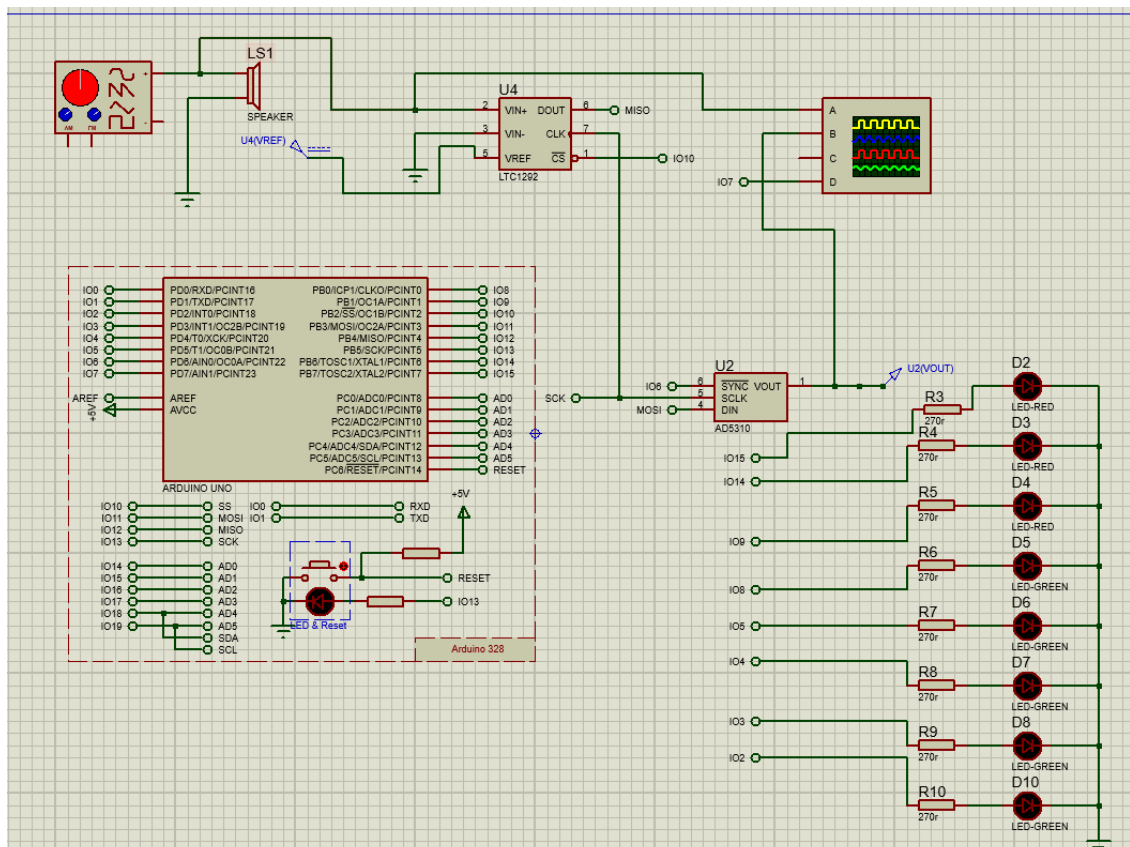 LS1
SPEAKER
AM
FM
+
-
U4(VREF)
U4
2
VIN+
DOUT
6
MISO
3
VIN-
CLK
7
5
VREF
CS
1
IO10
LTC1292
A
B
C
D
IO7
IO0
PD0/RXD/PCINT16
PB0/ICP1/CLKO/PCINT0
IO8
IO1
PD1/TXD/PCINT17
PB1/OC1A/PCINT1
IO9
IO2
PD2/INT0/PCINT18
PB2/SS/OC1B/PCINT2
IO10
IO3
PD3/INT1/OC2B/PCINT19
PB3/MOSI/OC2A/PCINT3
IO11
IO4
PD4/T0/XCK/PCINT20
PB4/MISO/PCINT4
IO12
IO5
PD5/T1/OC0B/PCINT21
PB5/SCK/PCINT5
IO13
IO6
PD6/AIN0/OC0A/PCINT22
PB6/TOSC1/XTAL1/PCINT6
IO14
IO7
PD7/AIN1/PCINT23
PB7/TOSC2/XTAL2/PCINT7
IO15
AREF
AREF
PC0/ADC0/PCINT8
AD0
+5V
AVCC
PC1/ADC1/PCINT9
AD1
PC2/ADC2/PCINT10
AD2
PC3/ADC3/PCINT11
AD3
PC4/ADC4/SDA/PCINT12
AD4
PC5/ADC5/SCL/PCINT13
AD5
PC6/RESET/PCINT14
RESET
ARDUINO UNO
IO10
SS
IO0
RXD
IO11
MOSI
IO1
TXD
IO12
MISO
IO13
SCK
+5V
IO14
AD0
IO15
AD1
IO16
AD2
IO17
AD3
IO18
AD4
IO19
AD5
SDA
SCL
RESET
IO13
LED & Reset
Arduino 328
U2
IO6
6
SYNC
VOUT
1
U2(VOUT)
SCK
5
SCLK
MOSI
4
DIN
AD5310
D2
R3
LED-RED
270r
D3
R4
LED-RED
270r
IO15
IO14
D4
R5
LED-RED
270r
IO9
D5
R6
LED-GREEN
270r
IO8
D6
R7
LED-GREEN
270r
IO5
IO4
D7
R8
LED-GREEN
270r
IO3
D8
R9
LED-GREEN
270r
IO2
D10
R10
LED-GREEN
270r